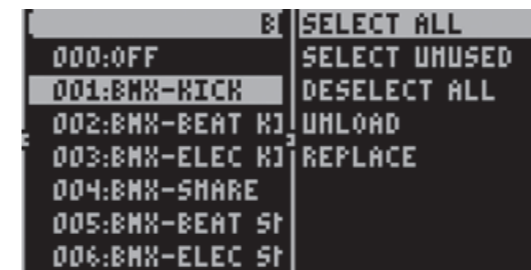 [ B[
000:OFF
001:BMX-KICK
002:BMX-BEAT KI
003:BMX-ELEC KI
004:BMX-SNARE
005:BMX-BEAT SN
006:BMX-ELEC SN
SELECT ALL
SELECT UNUSED
DESELECT ALL
UNLOAD
REPLACE